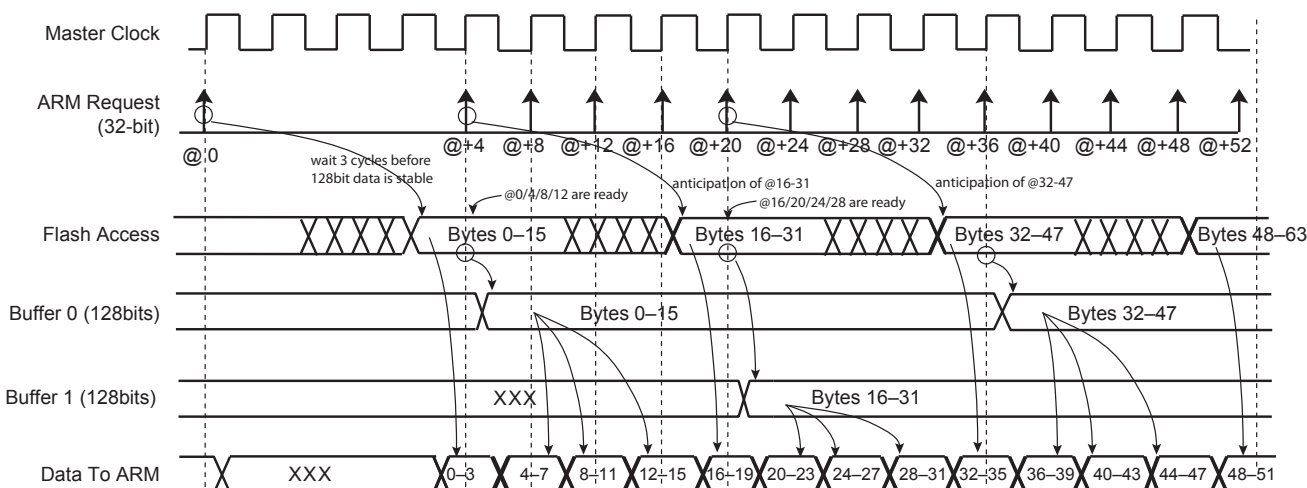 Master Clock
ARM Request
(32-bit)
@ 0
@+4
@+8
@+12
@+16
@+20
@+24
@+28
@+32
@+36
@+40
@+44
@+48
@+52
wait 3 cycles before
128bit data is stable
@0/4/8/12 are ready
anticipation of @16-31
@16/20/24/28 are ready
anticipation of @32-47
Flash Access
Bytes 0–15
Bytes 16–31
Bytes 32–47
Bytes 48–63
Buffer 0 (128bits)
Bytes 0–15
Bytes 32–47
Buffer 1 (128bits)
XXX
Bytes 16–31
Data To ARM
XXX
0–3
4–7
8–11
12–15
16–19
20–23
24–27
28–31
32–35
36–39
40–43
44–47
48–51